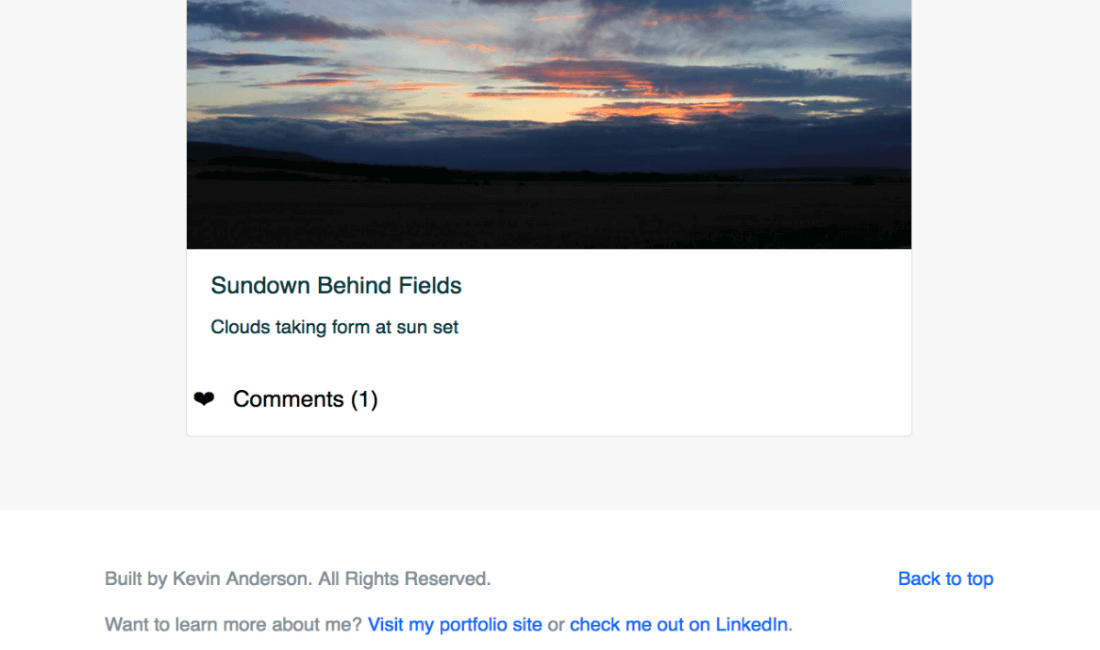 Sundown Behind Fields
Clouds taking form at sun set
❤ Comments (1)
Built by Kevin Anderson. All Rights Reserved.
Back to top
Want to learn more about me? Visit my portfolio site or check me out on LinkedIn.